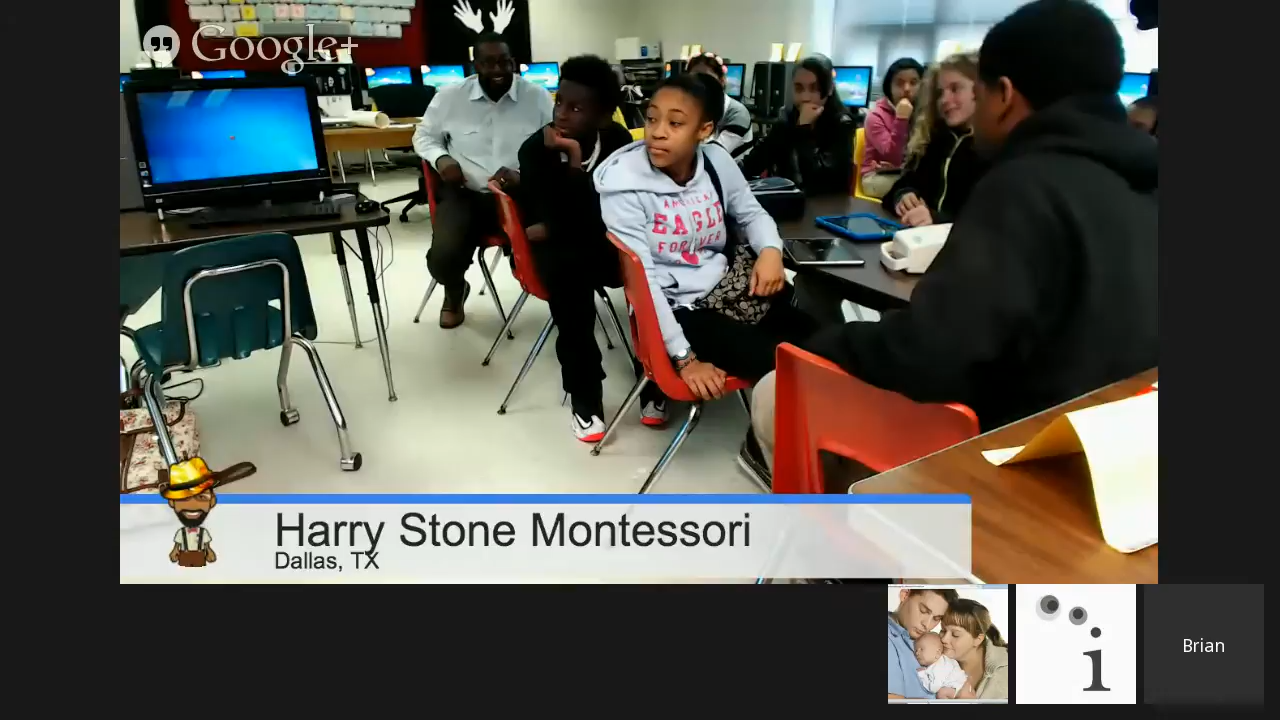 Google+
AMERICAN
EAGLE
FOREVER
Harry Stone Montessori
Dallas, TX
i
Brian